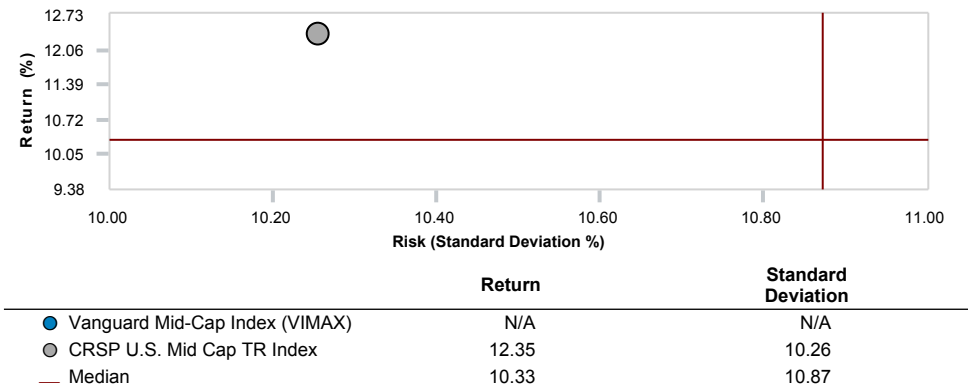 12.73
12.06
11.39
10.72
10.05
9.38
Return (%)
10.00 10.20 10.40 10.60 10.80 11.00
Risk (Standard Deviation %)
Return Standard Deviation
Vanguard Mid-Cap Index (VIMAX) N/A N/A
CRSP U.S. Mid Cap TR Index 12.35 10.26
Median 10.33 10.87